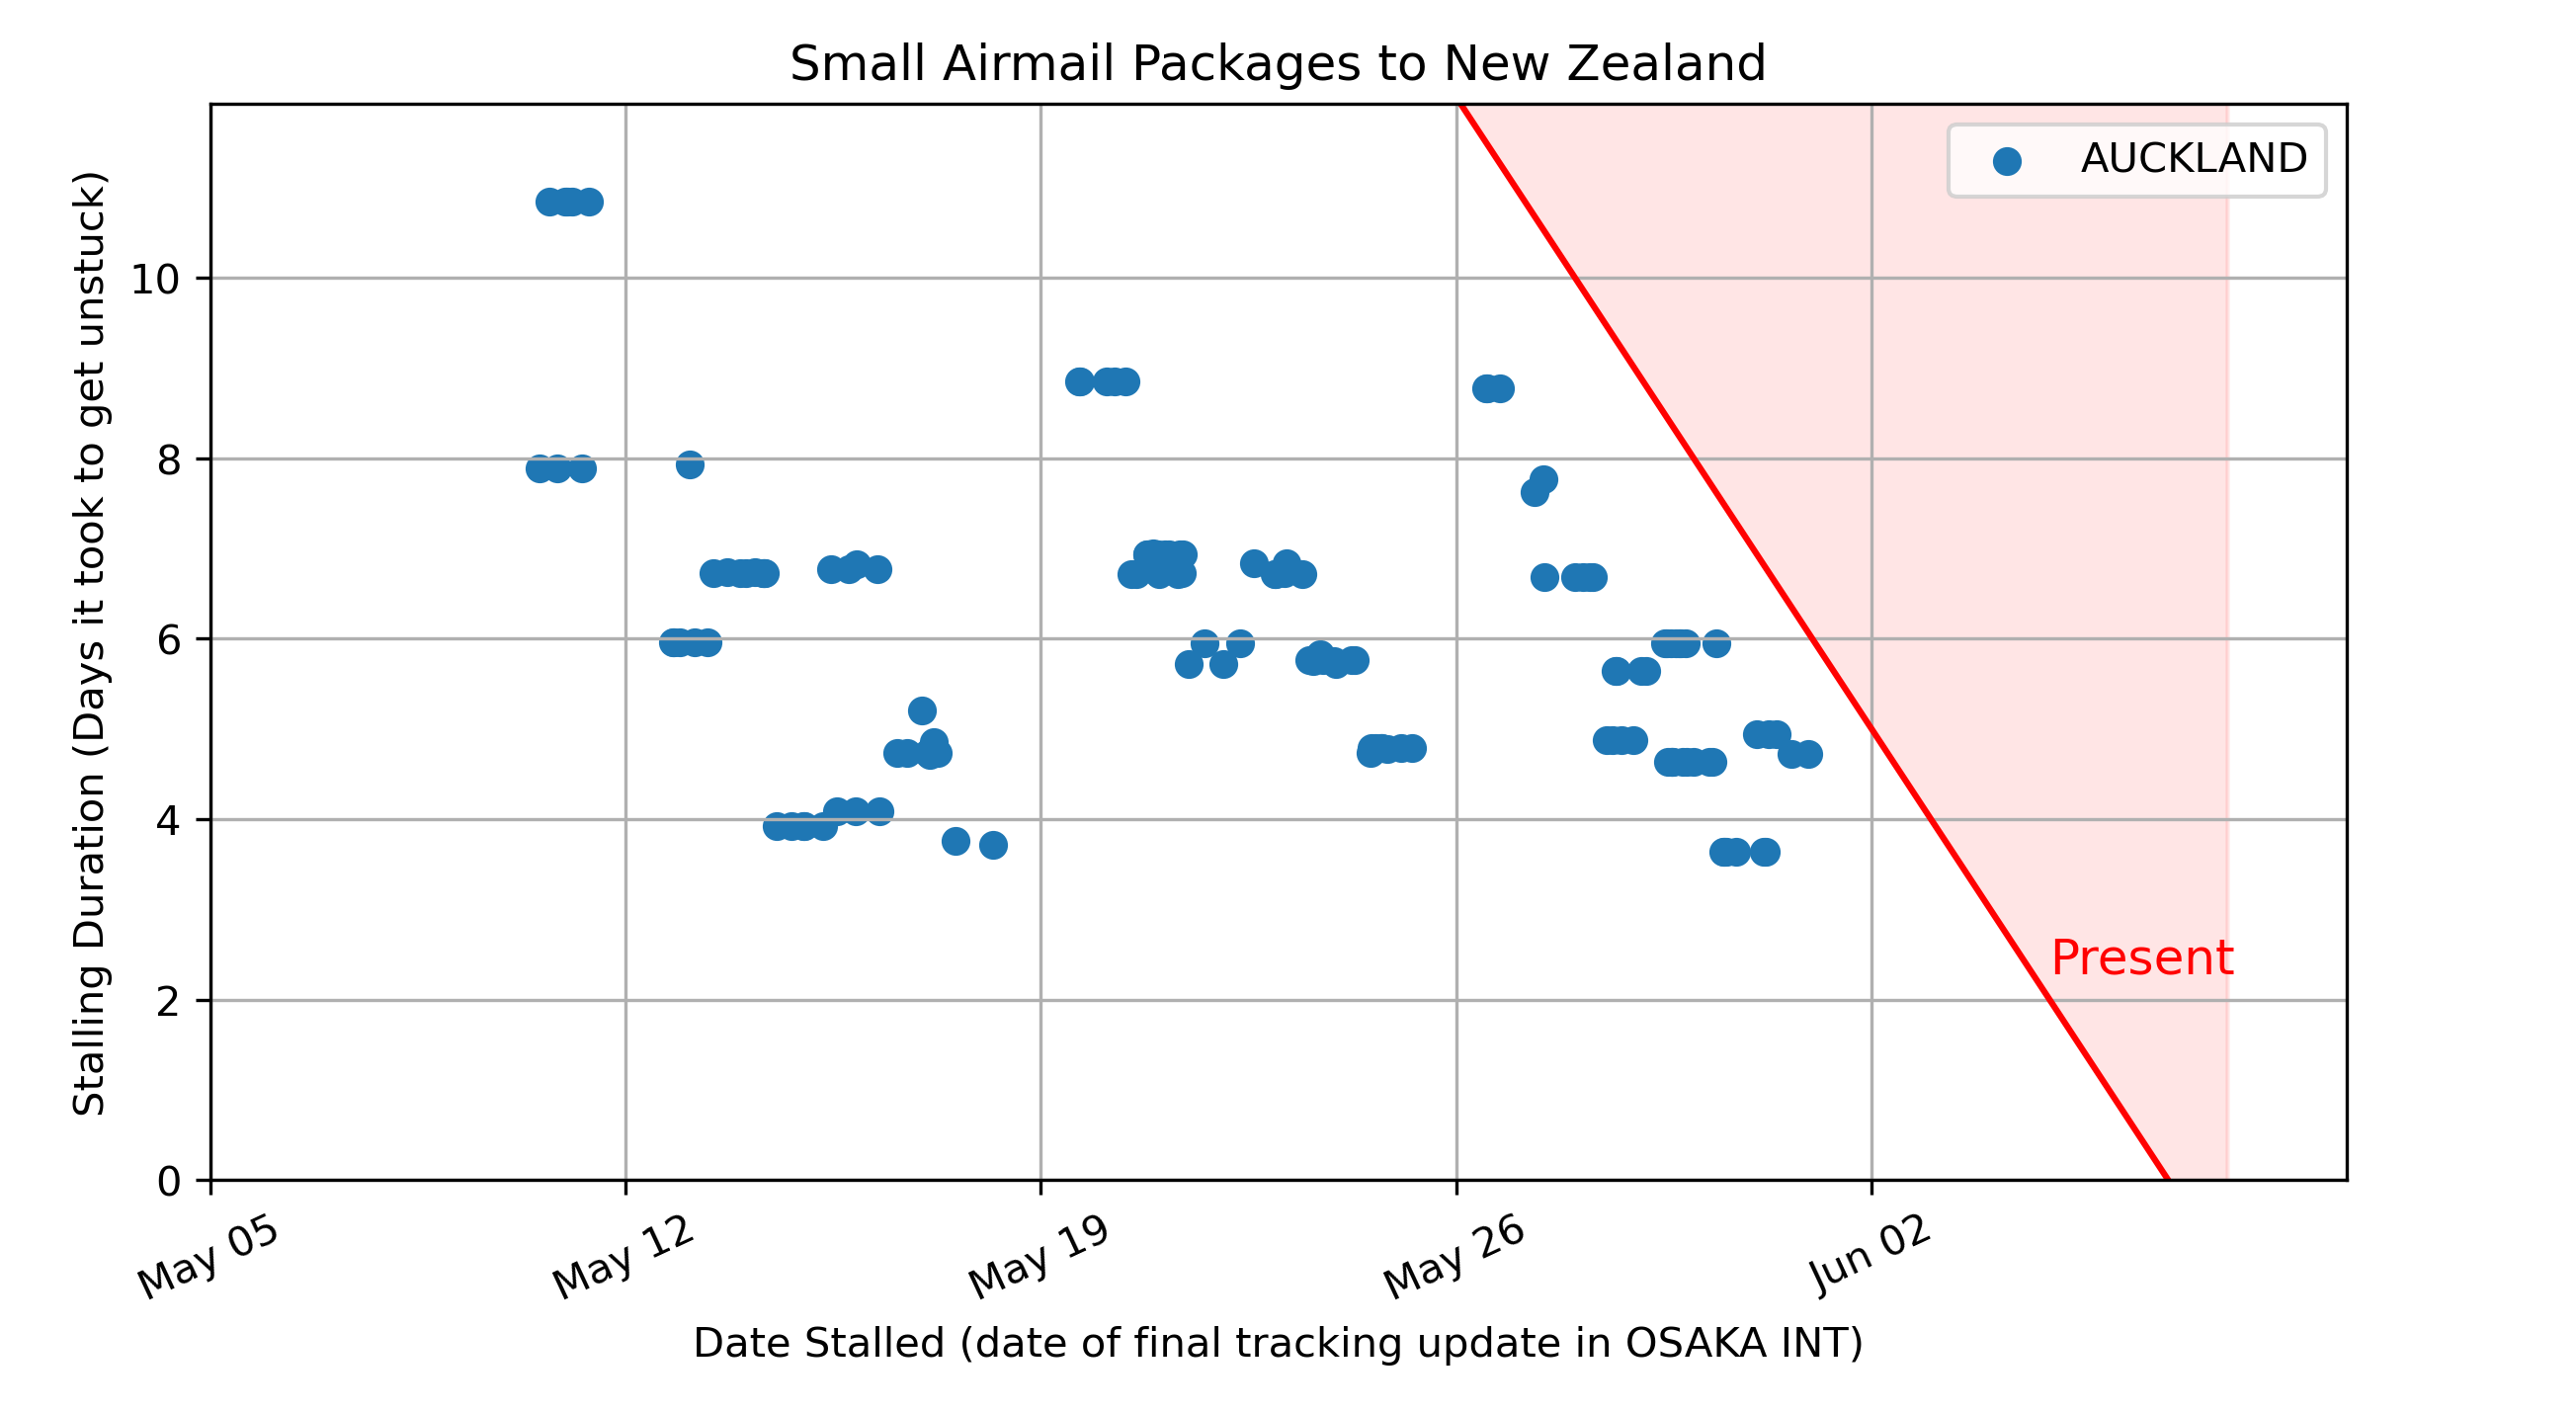 Small Airmail Packages to New Zealand
AUCKLAND
Stalling Duration (Days it took to get unstuck)
10
8
6
4
2
0
Present
May 05
May 12
May 19
May 26
Jun 02
Date Stalled (date of final tracking update in OSAKA INT)